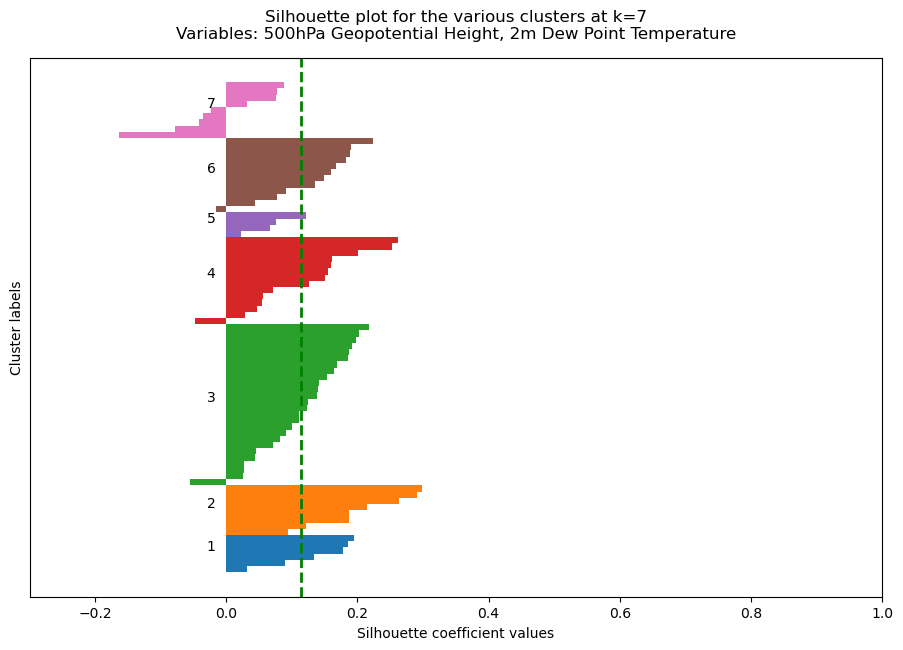 Silhouette plot for the various clusters at k=7
Variables: 500hPa Geopotential Height, 2m Dew Point Temperature
Cluster labels
7
6
5
4
3
2
1
−0.2 0.0 0.2 0.4 0.6 0.8 1.0
Silhouette coefficient values